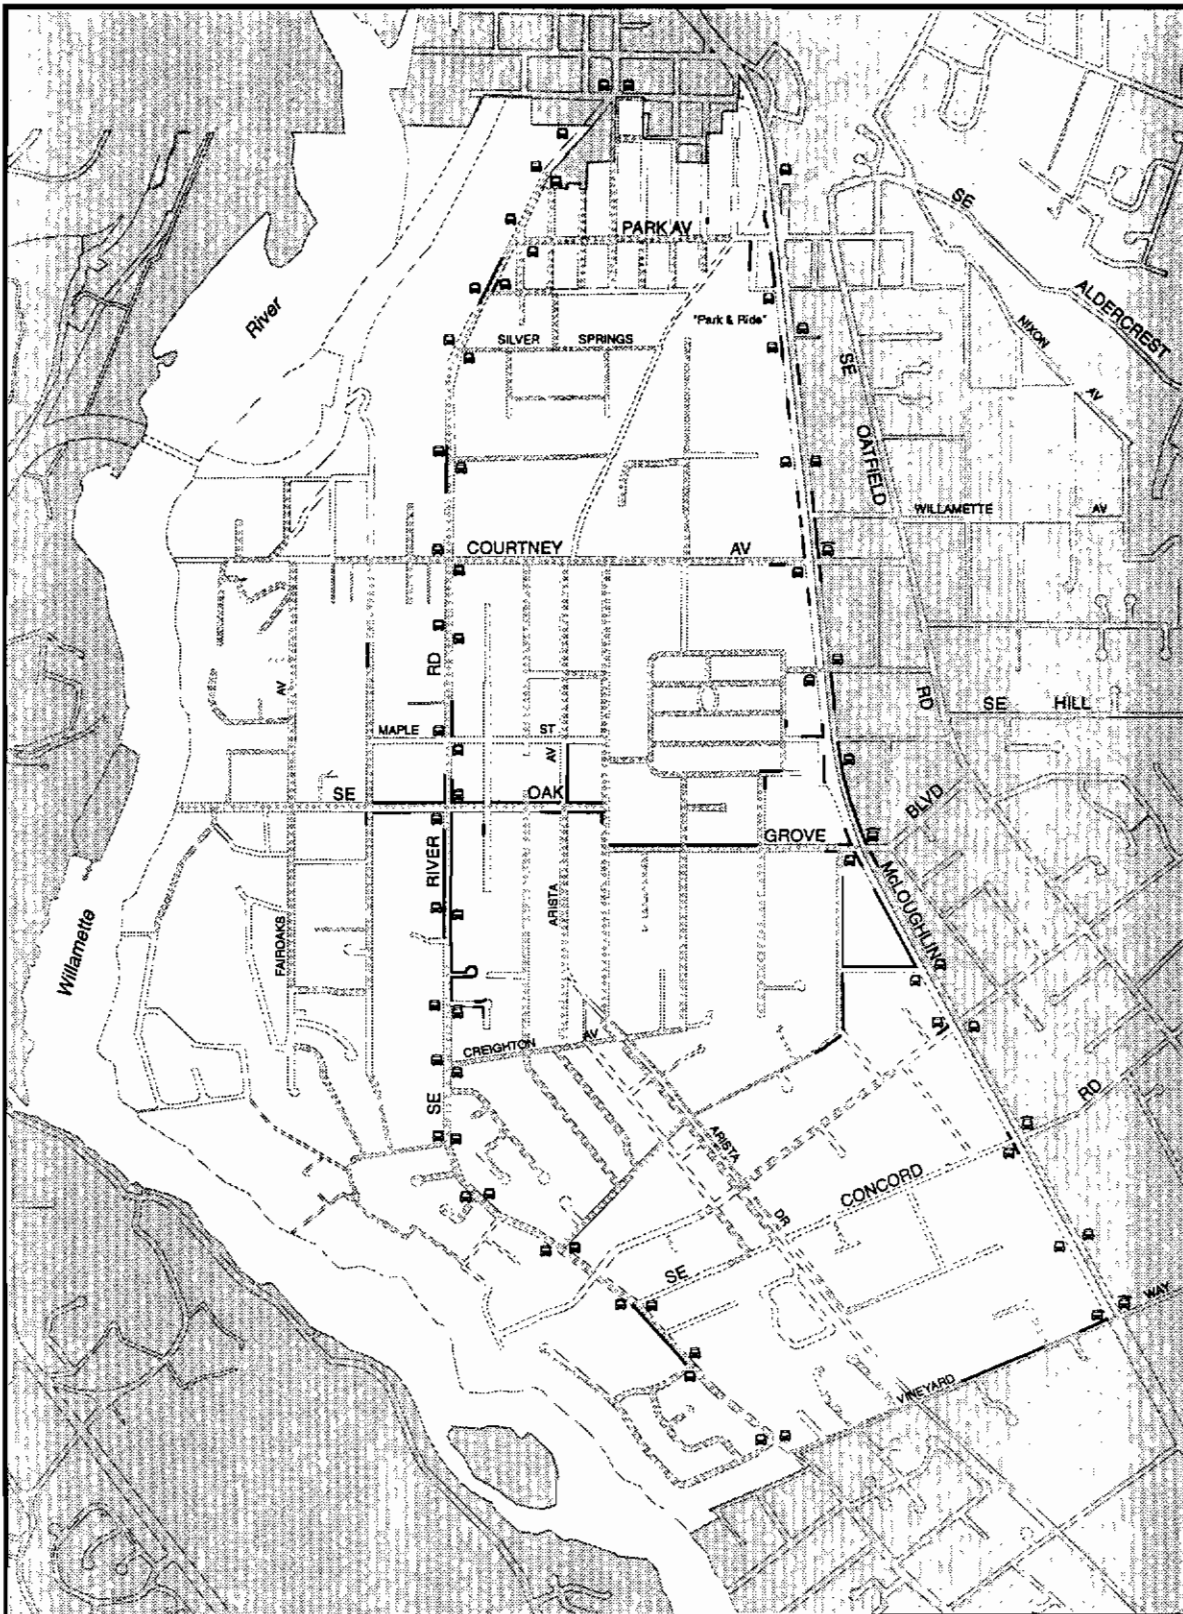 SE
PARK AV
ALDERCREST
River
"Park & Ride"
NIXON
AV
SILVER SPRINGS
SE
OATFIELD
WILLAMETTE AV
COURTNEY AV
RD
AV
RD
SE HILL
MAPLE ST
AV
SE OAK
BLVD
GROVE
RIVER
McLOUGHLIN
ARISTA
Willamette
FAIROAKS
CREIGHTON AV
RD
SE
ARISTA
CONCORD
DR
SE
WAY
VINEYARD